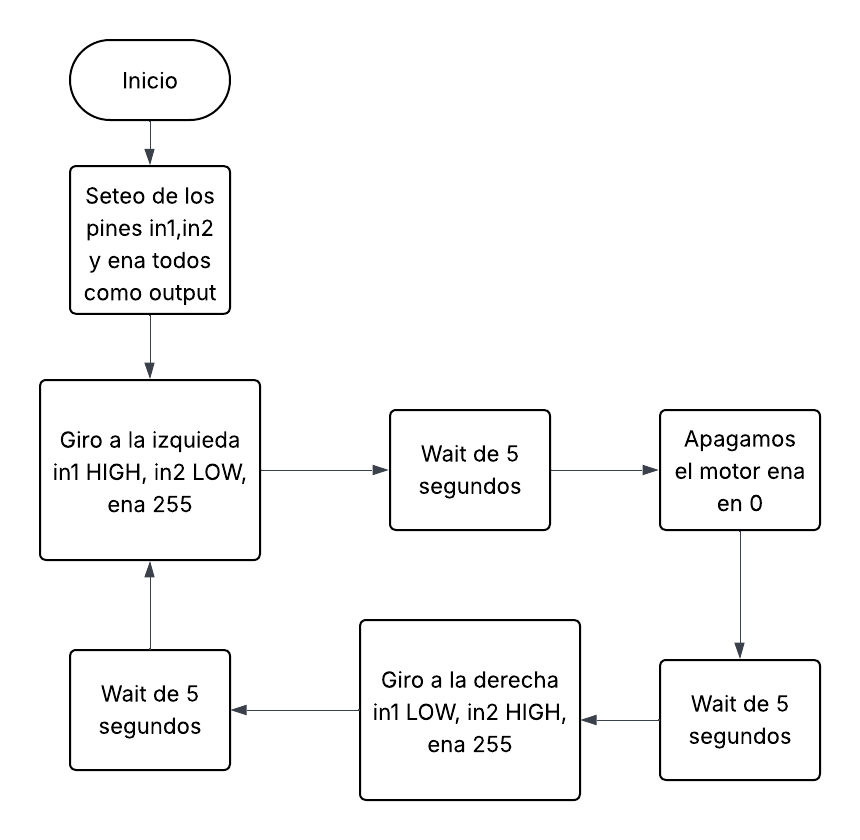 Inicio
Seteo de los
pines in1,in2
y ena todos
como output
Giro a la izquieda
in1 HIGH, in2 LOW,
ena 255
Wait de 5
segundos
Apagamos
el motor ena
en 0
Wait de 5
segundos
Giro a la derecha
in1 LOW, in2 HIGH,
ena 255
Wait de 5
segundos